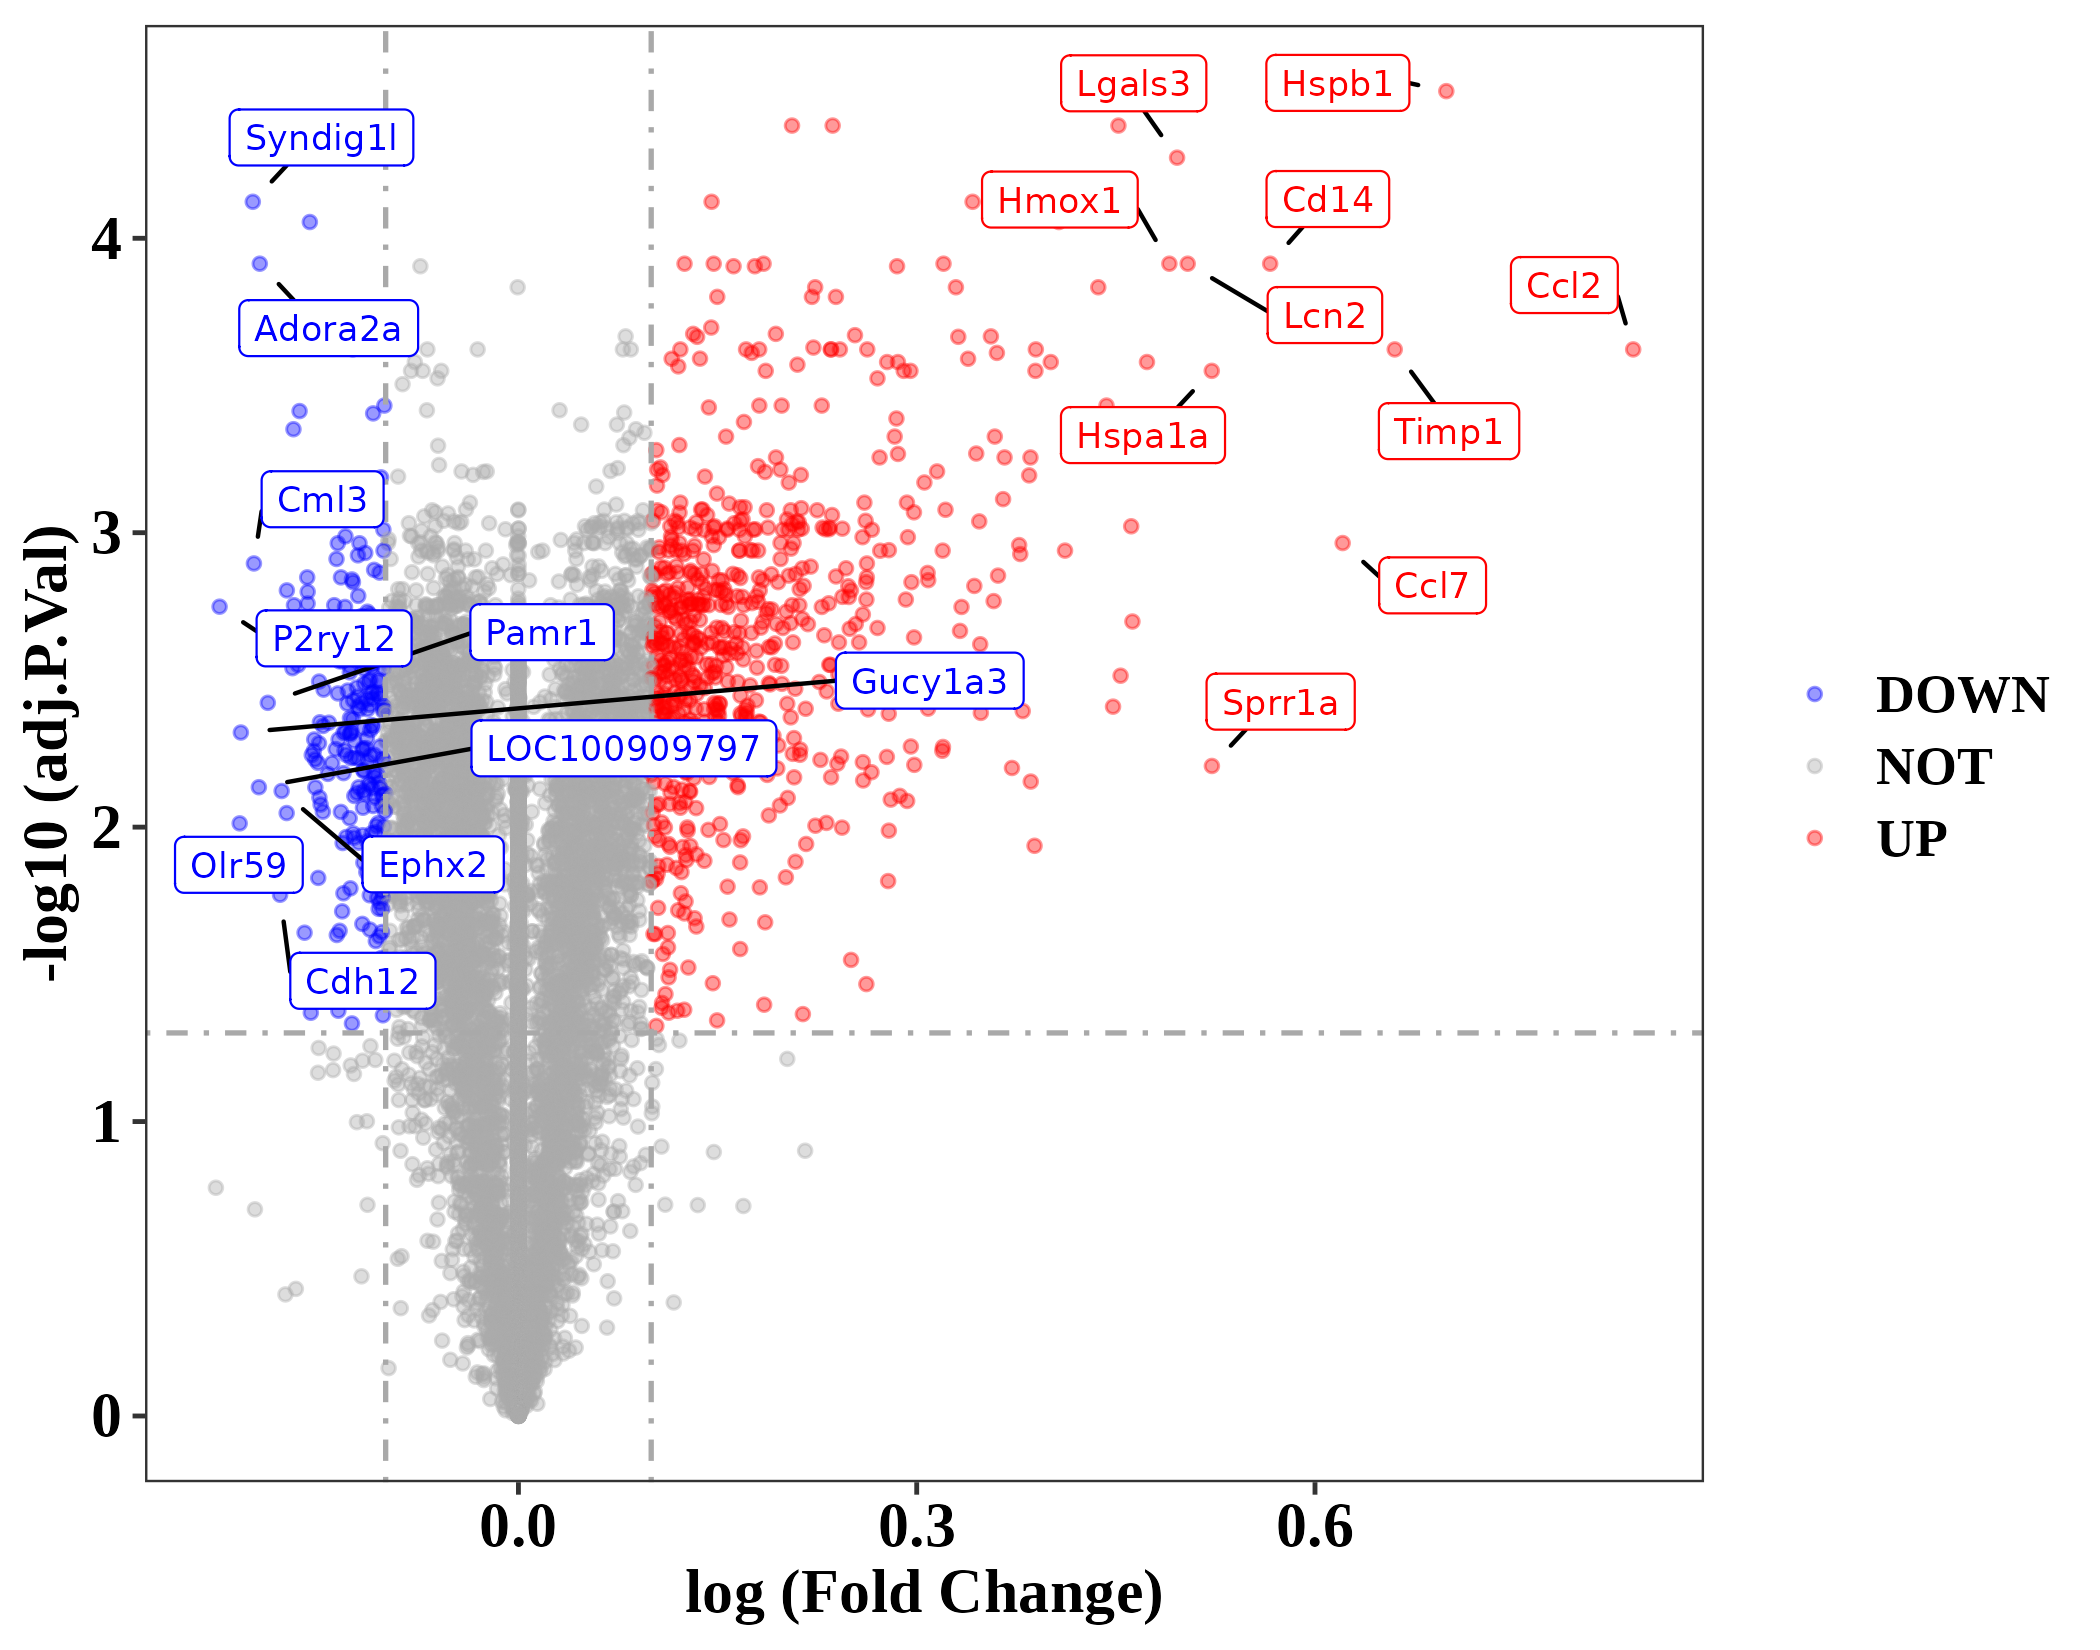 Lgals3
Hspb1
Syndig1l
Hmox1
Cd14
Ccl2
Lcn2
Adora2a
Hspa1a
Timp1
Cml3
Ccl7
P2ry12
Pamr1
Gucy1a3
Sprr1a
LOC100909797
Olr59
Ephx2
Cdh12
4
3
2
1
0
-log10 (adj.P.Val)
0.0
0.3
0.6
log (Fold Change)
DOWN
NOT
UP